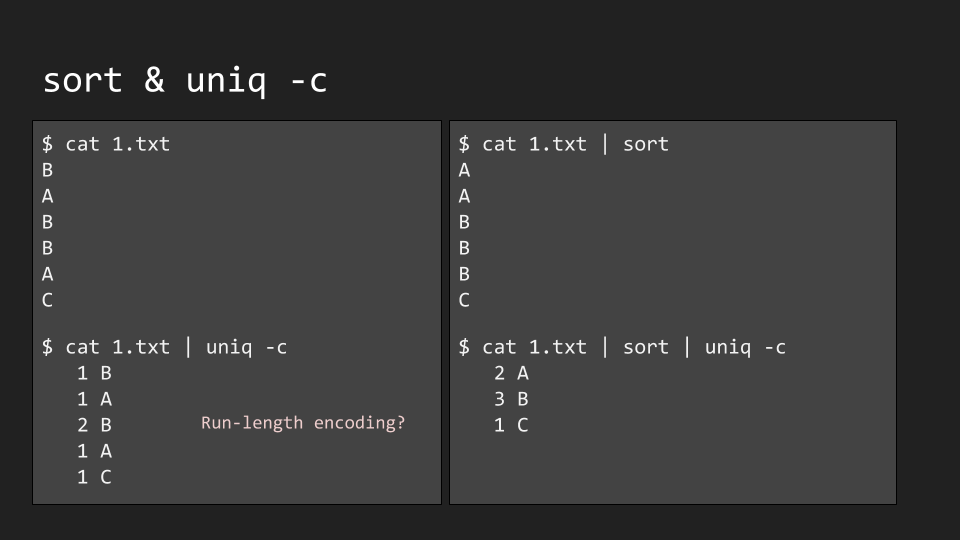 sort & uniq -c
$ cat 1.txt
B
A
B
B
A
C
$ cat 1.txt | uniq -c
1 B
1 A
2 B
1 A
1 C
Run-length encoding?
$ cat 1.txt | sort
A
A
B
B
B
C
$ cat 1.txt | sort | uniq -c
2 A
3 B
1 C